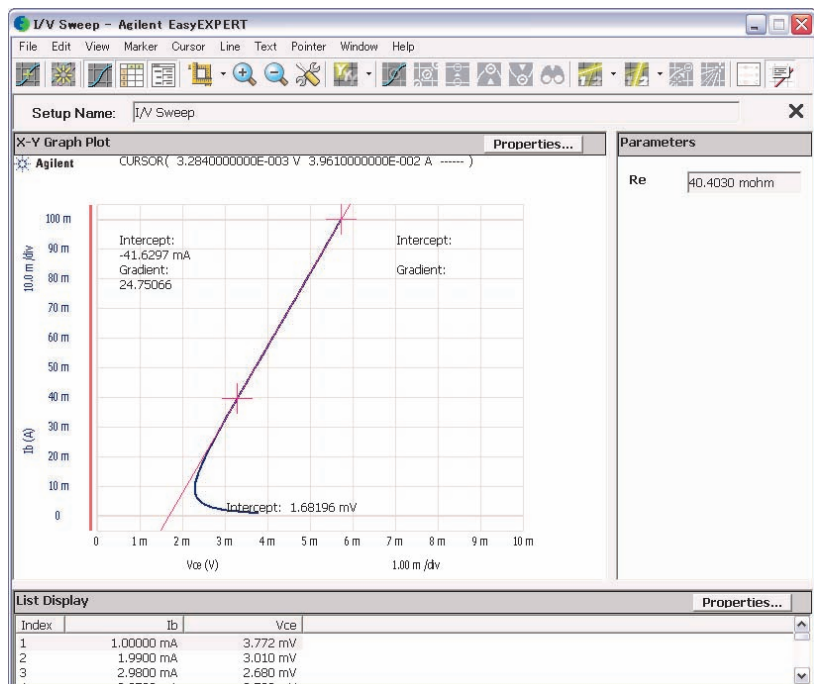 I/V Sweep - Agilent EasyEXPERT
File Edit View Marker Cursor Line Text Pointer Window Help
Setup Name: I/V Sweep
X-Y Graph Plot
Properties...
Parameters
Agilent
CURSOR( 3.2840000000E-003 V 3.9610000000E-002 A ------ )
Re 40.4030 mohm
10.0 m /div
Ib (A)
100 m
90 m
80 m
70 m
60 m
50 m
40 m
30 m
20 m
10 m
0
Intercept:
-41.6297 mA
Gradient:
24.75066
Intercept:
Gradient:
Intercept: 1.68196 mV
0 1 m 2 m 3 m 4 m 5 m 6 m 7 m 8 m 9 m 10 m
Vce (V)
1.00 m /div
List Display
Properties...
Index Ib Vce
1 1.00000 mA 3.772 mV
2 1.9900 mA 3.010 mV
3 2.9800 mA 2.680 mV